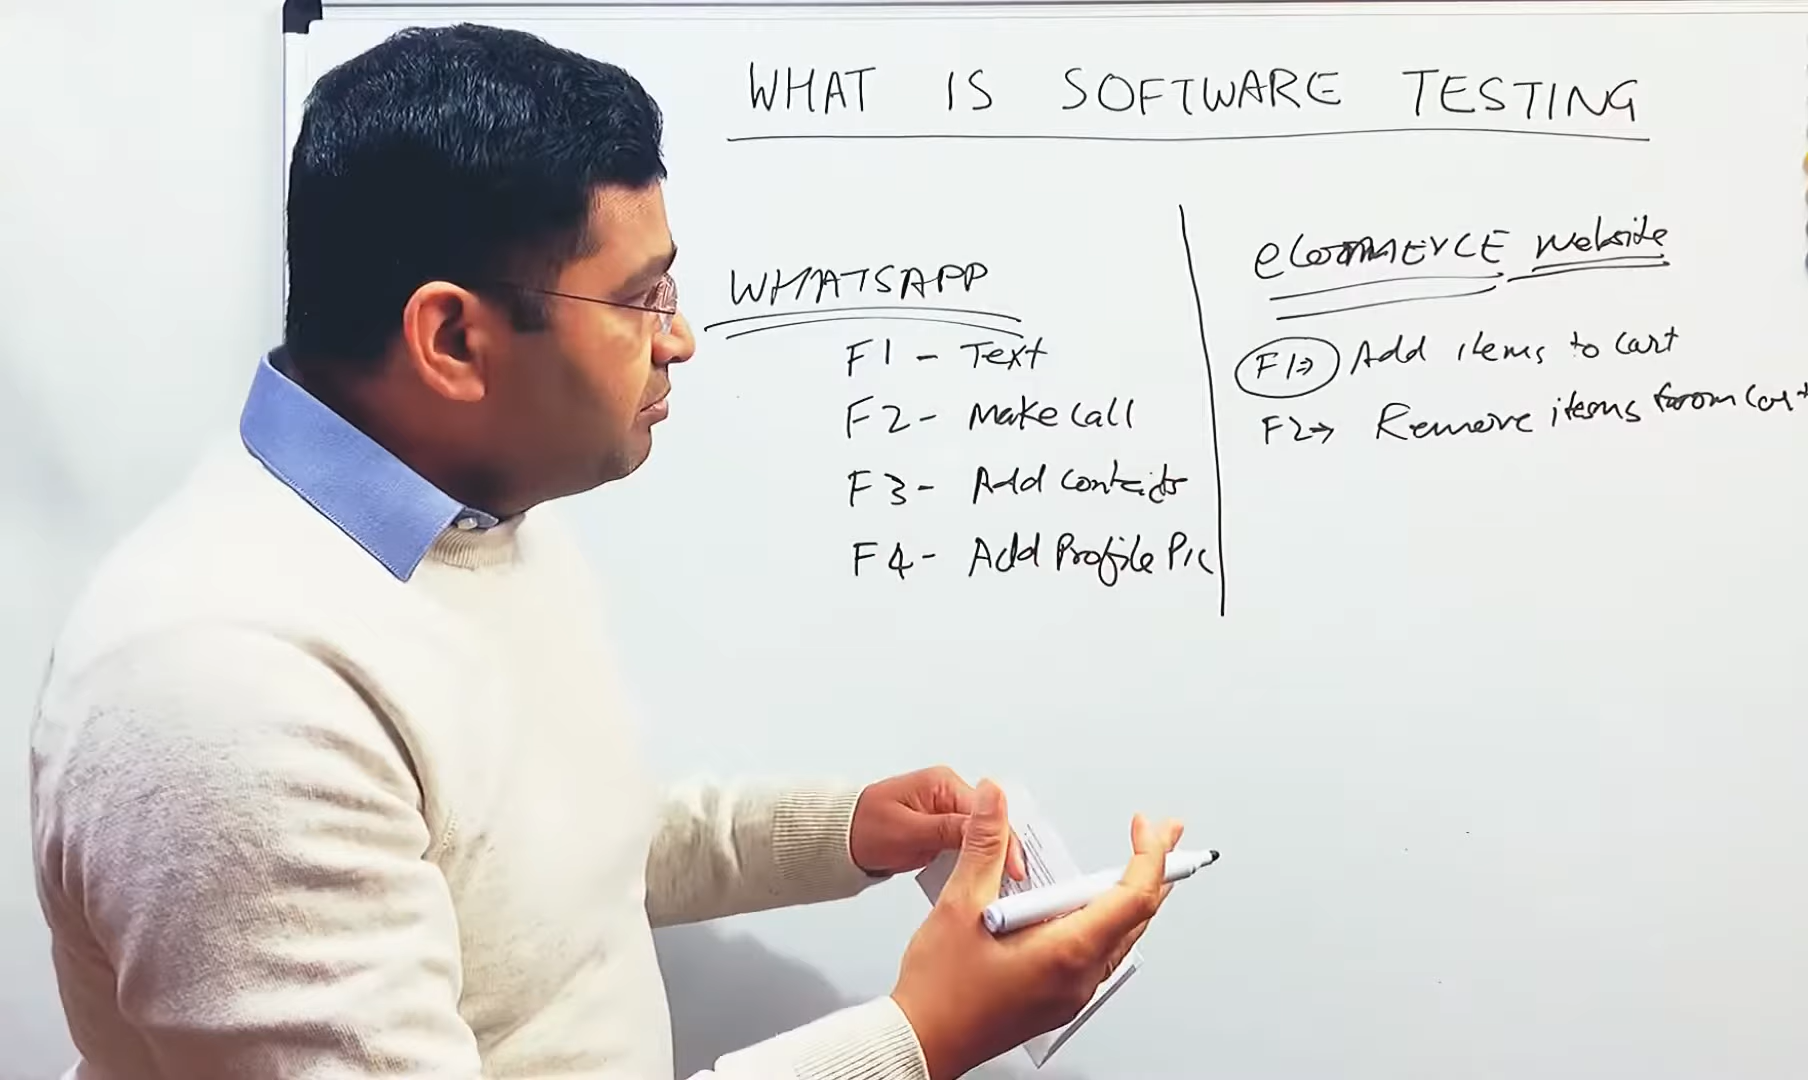 WHAT IS SOFTWARE TESTING
WHATSAPP
F1 - Text
F2 - Make call
F3 - Add contacts
F4 - Add Profile Pic
eCOMMERCE website
F1⇒ Add items to cart
F2→ Remove items from cart